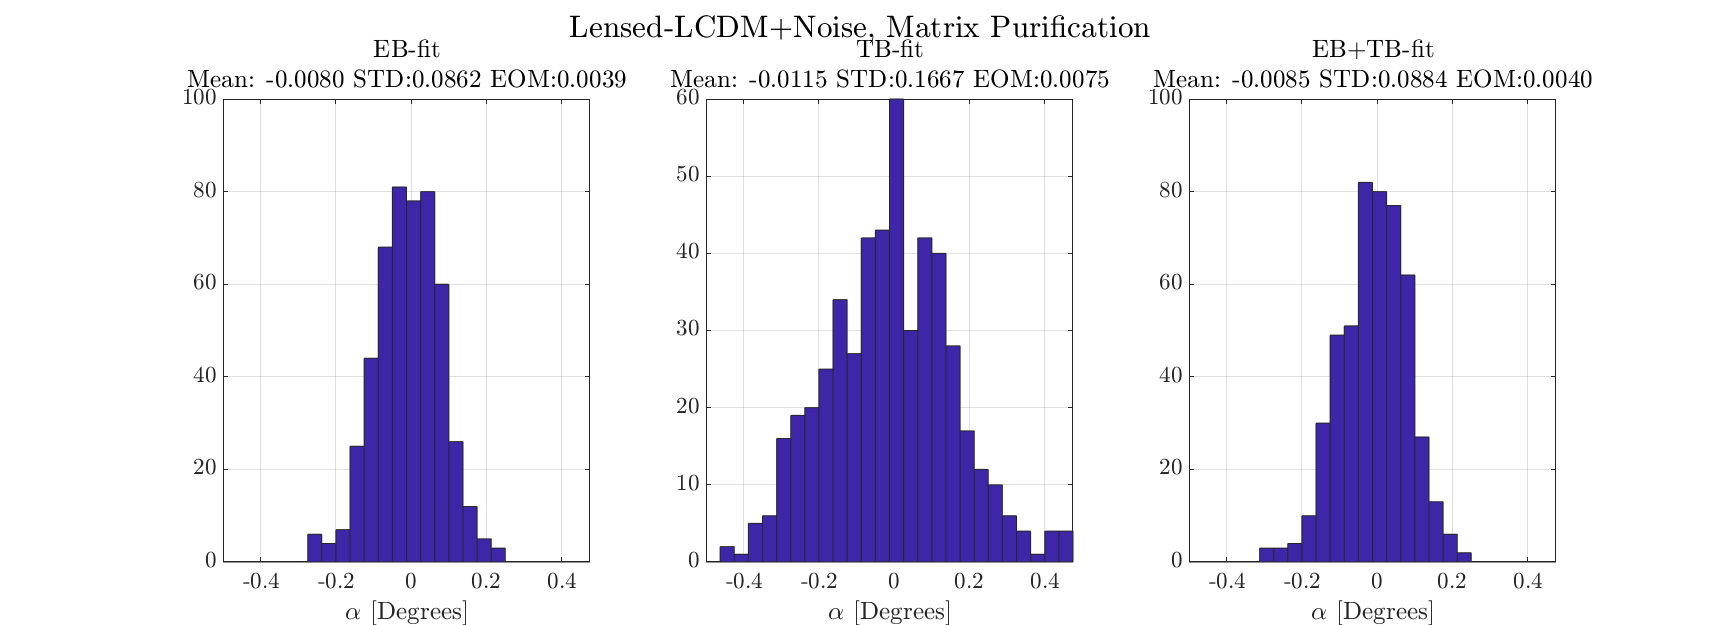 Lensed-LCDM+Noise, Matrix Purification
EB-fit
Mean: -0.0080 STD:0.0862 EOM:0.0039
100
80
60
40
20
0
-0.4 -0.2 0 0.2 0.4
α [Degrees]
TB-fit
Mean: -0.0115 STD:0.1667 EOM:0.0075
60
50
40
30
20
10
0
-0.4 -0.2 0 0.2 0.4
α [Degrees]
EB+TB-fit
Mean: -0.0085 STD:0.0884 EOM:0.0040
100
80
60
40
20
0
-0.4 -0.2 0 0.2 0.4
α [Degrees]